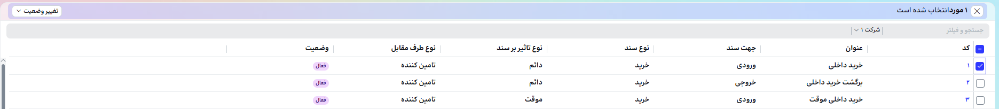 ۱ موردانتخاب شده است تغییر وضعیت
جستجو و فیلتر شرکت ۱
کد عنوان جهت سند نوع سند نوع تاثیر بر سند نوع طرف مقابل وضعیت
۱ خرید داخلی ورودی خرید دائم تامین کننده فعال
۲ برگشت خرید داخلی خروجی خرید دائم تامین کننده فعال
۳ خرید داخلی موقت ورودی خرید موقت تامین کننده فعال